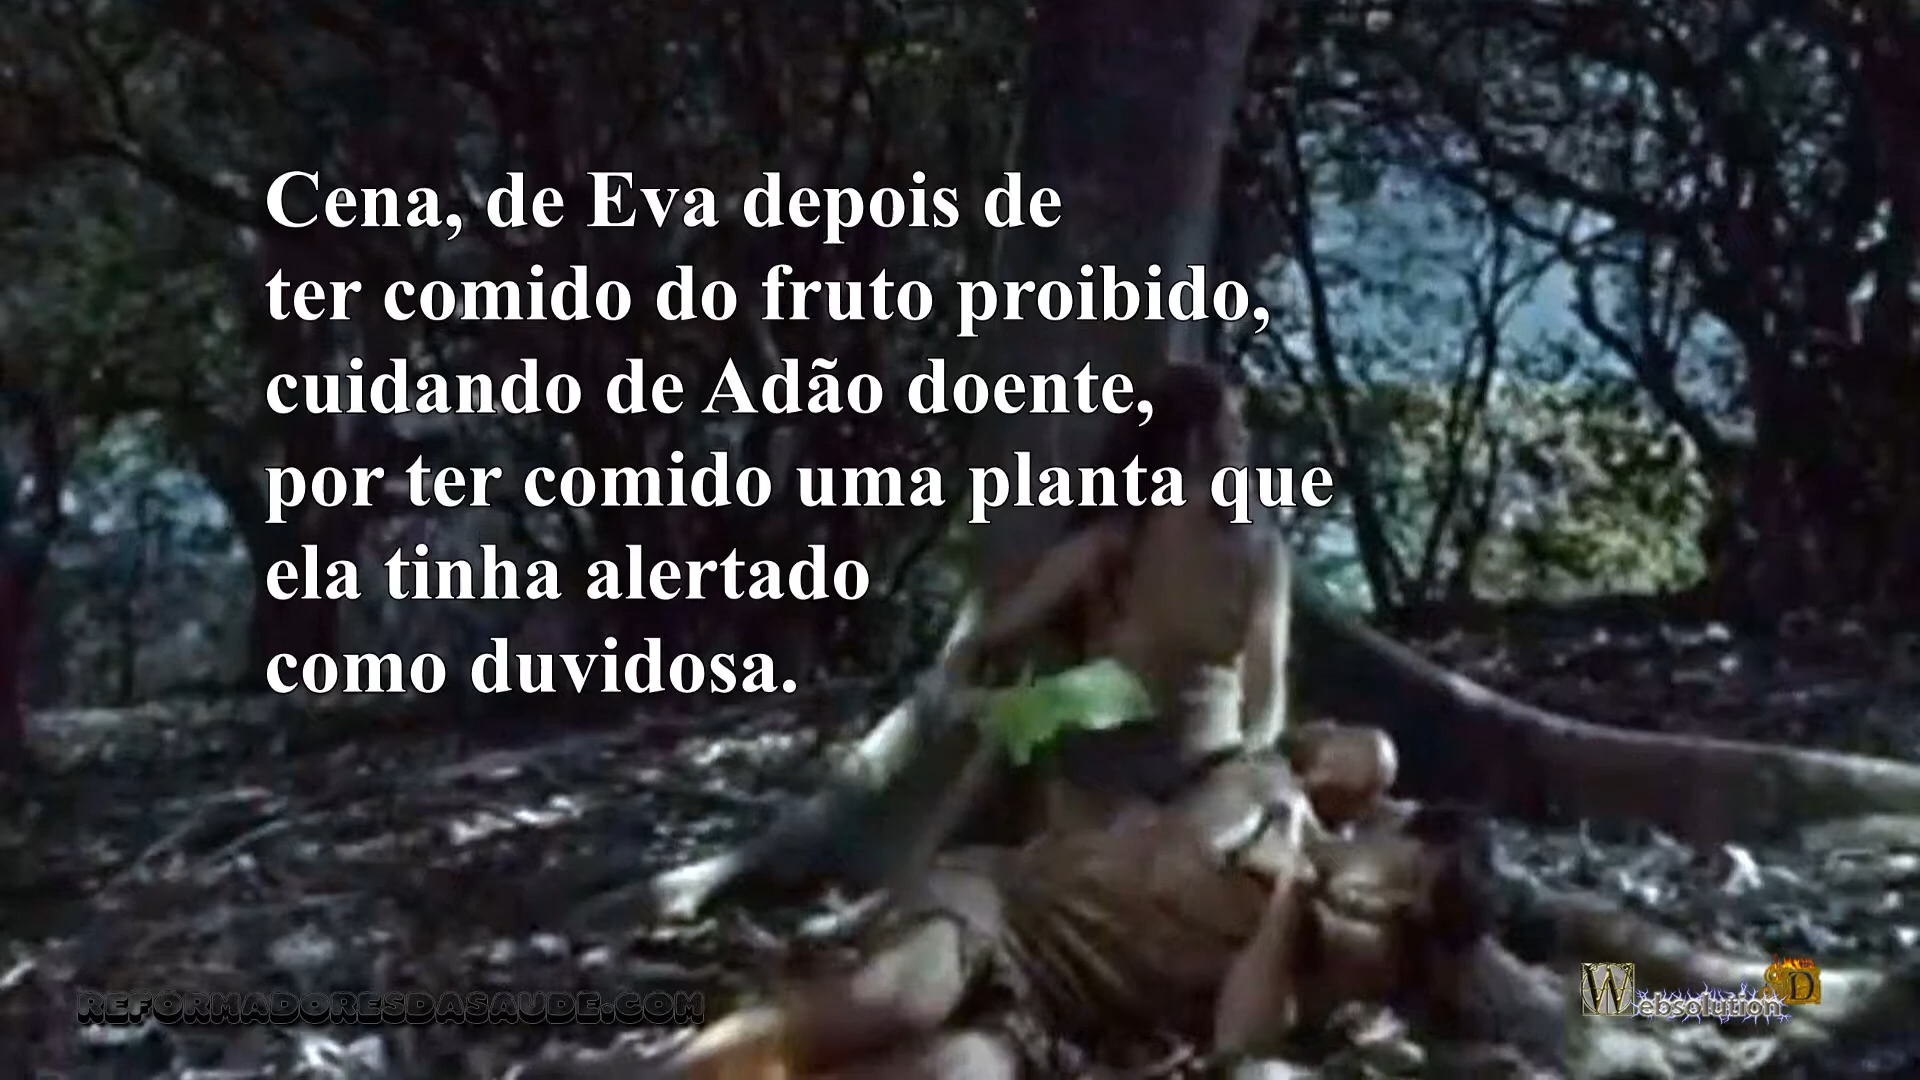 Cena, de Eva depois de
ter comido do fruto proibido,
cuidando de Adão doente,
por ter comido uma planta que
ela tinha alertado
como duvidosa.
REFORMADORESDASAUDE.COM
Websolution D